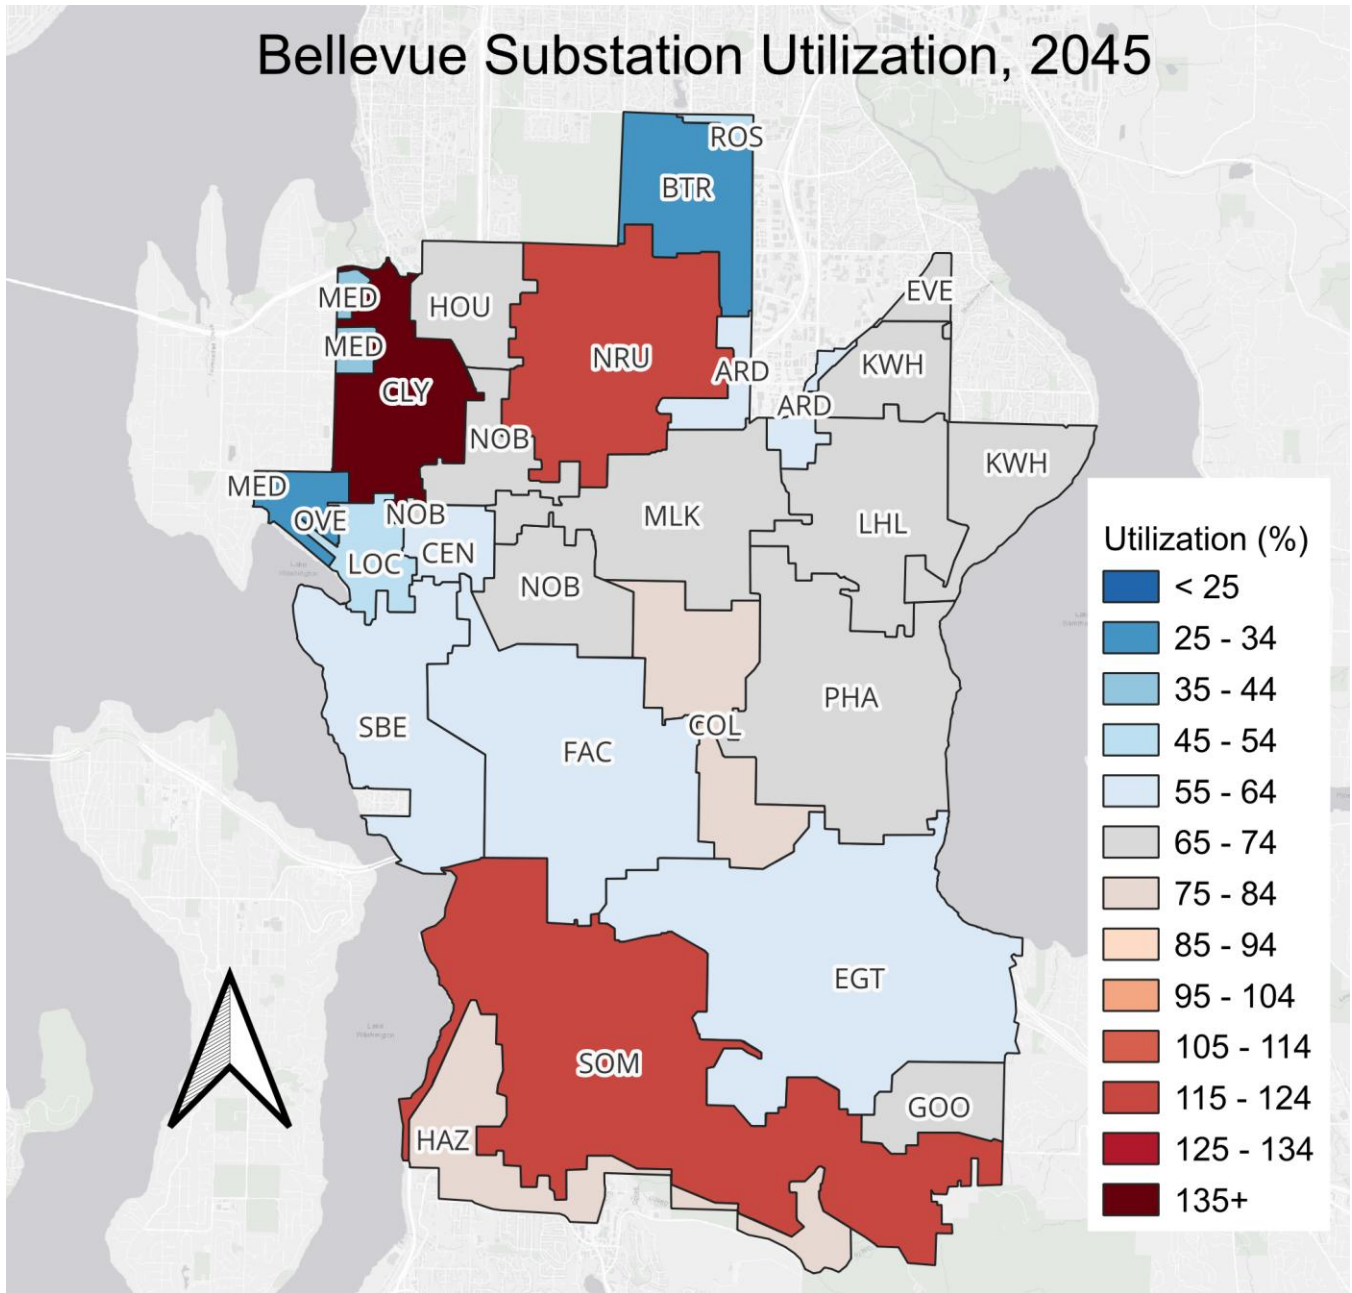 Bellevue Substation Utilization, 2045
ROS
BTR
EVE
MED
HOU
MED
NRU
KWH
ARD
CLY
ARD
NOB
KWH
MED
NOB
OVE
MLK
LHL
CEN
LOC
NOB
PHA
SBE
COL
FAC
EGT
SOM
GOO
HAZ
Lake
Washington
Utilization (%)
< 25
25 - 34
35 - 44
45 - 54
55 - 64
65 - 74
75 - 84
85 - 94
95 - 104
105 - 114
115 - 124
125 - 134
135+